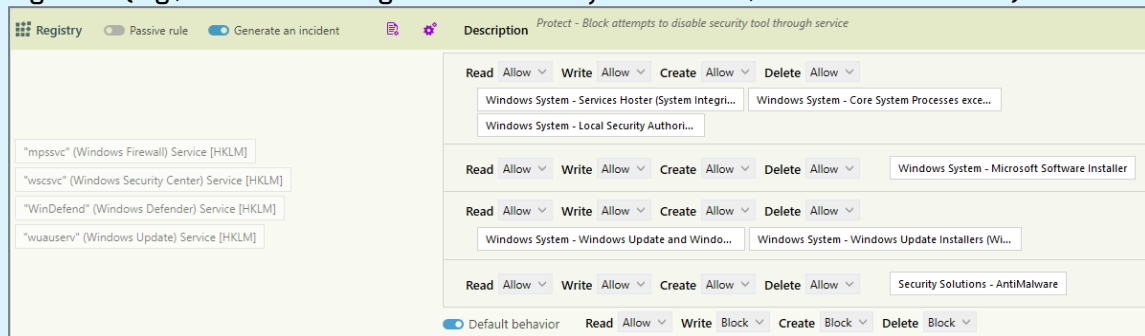 Registry Passive rule Generate an incident Description Protect - Block attempts to disable security tool through service
Read Allow Write Allow Create Allow Delete Allow
Windows System - Services Hoster (System Integri... Windows System - Core System Processes exce...
Windows System - Local Security Authori...
"mpssvc" (Windows Firewall) Service [HKLM]
"wscsvc" (Windows Security Center) Service [HKLM]
"WinDefend" (Windows Defender) Service [HKLM]
"wuauserv" (Windows Update) Service [HKLM]
Read Allow Write Allow Create Allow Delete Allow Windows System - Microsoft Software Installer
Read Allow Write Allow Create Allow Delete Allow
Windows System - Windows Update and Windo... Windows System - Windows Update Installers (Wi...
Read Allow Write Allow Create Allow Delete Allow Security Solutions - AntiMalware
Default behavior Read Allow Write Block Create Block Delete Block